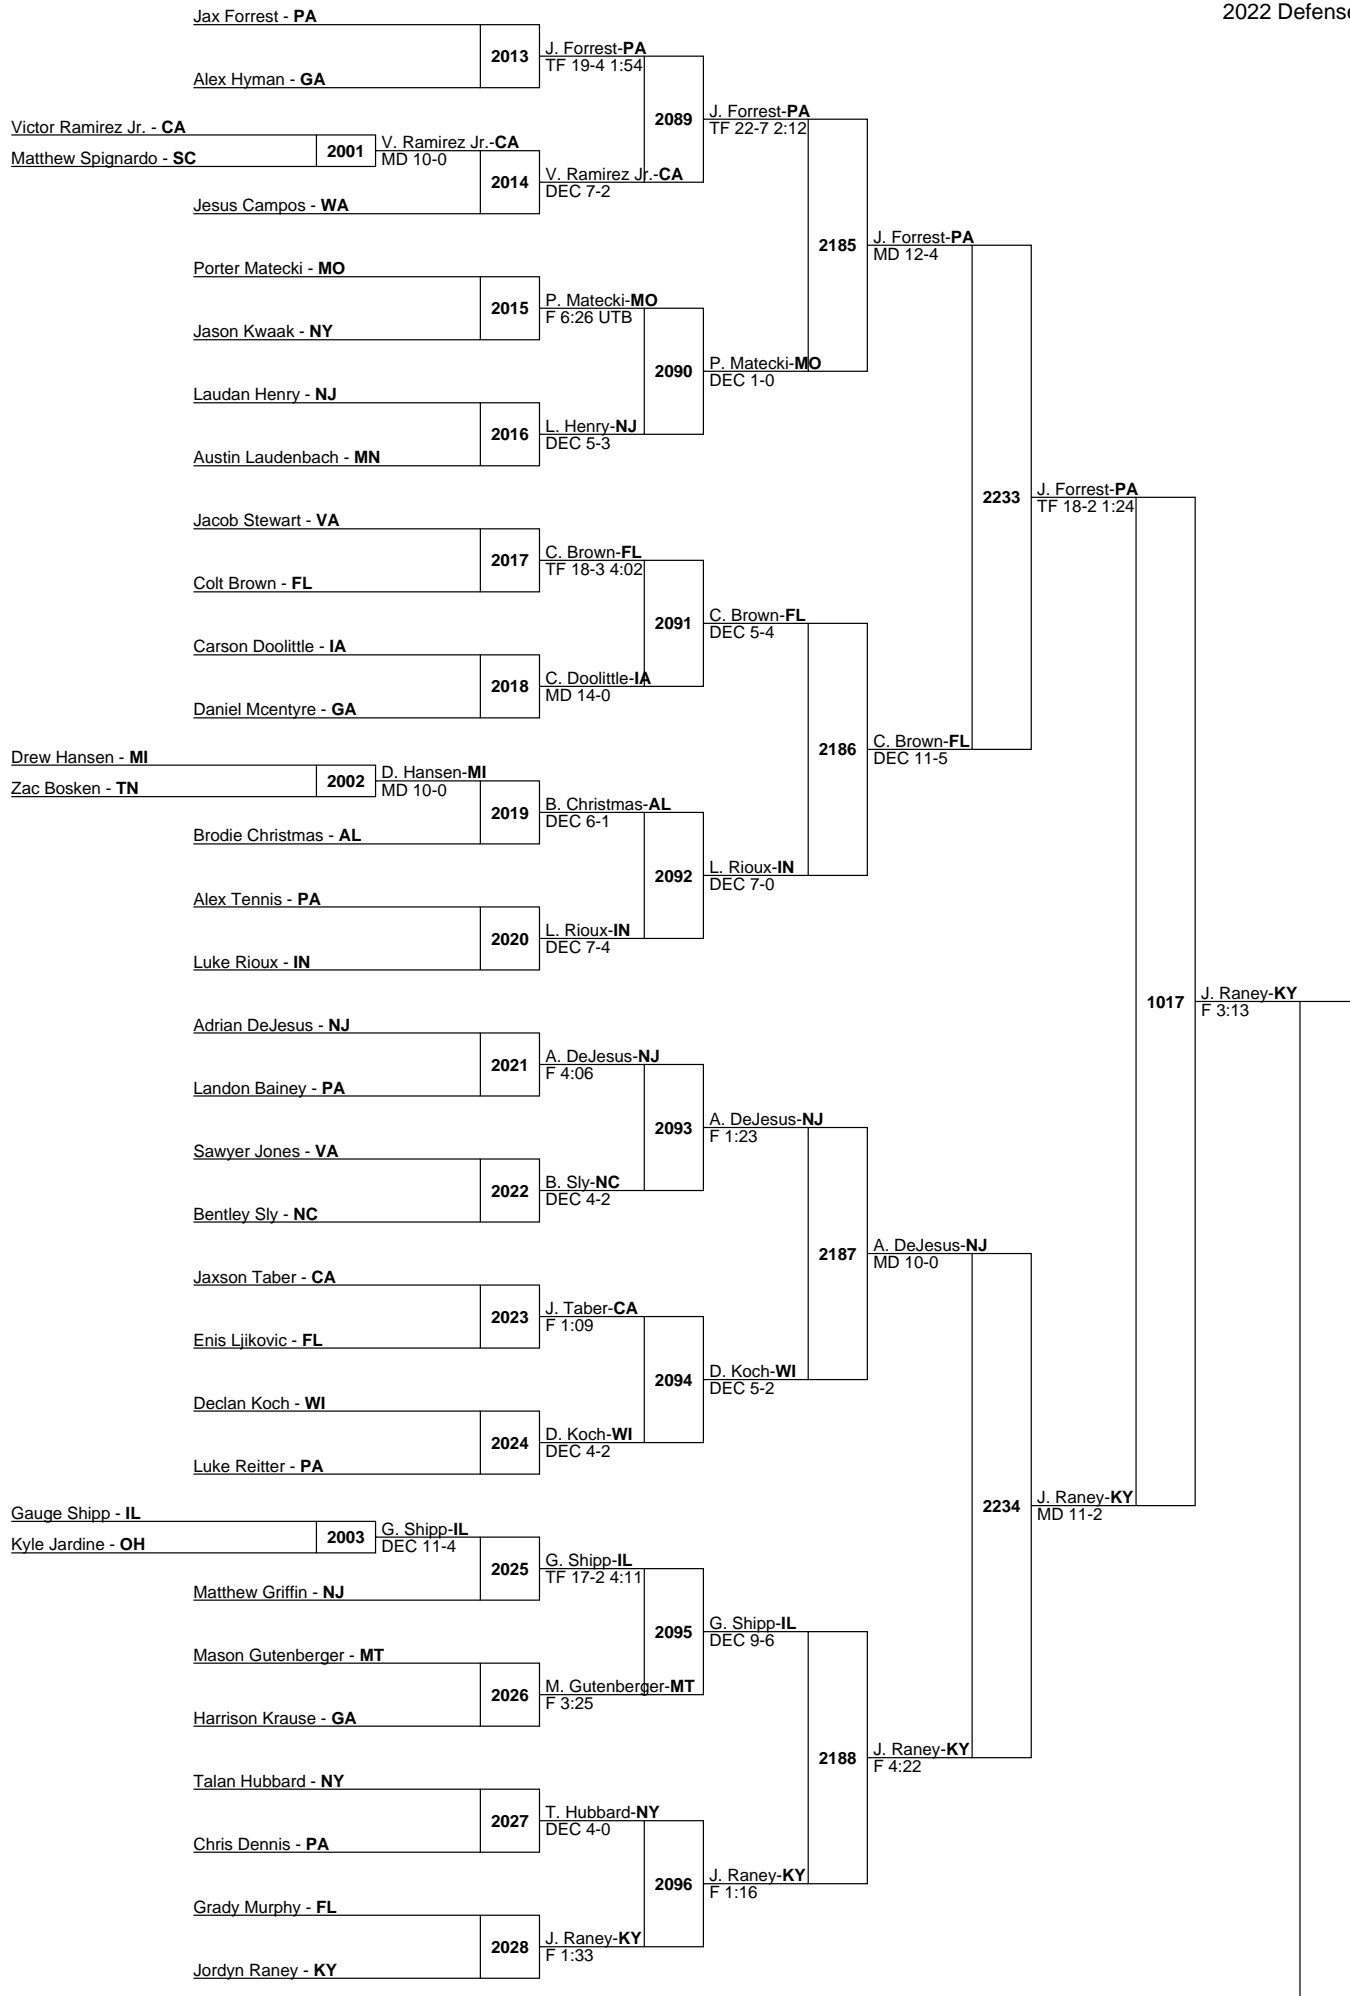 2022 Defense
Jax Forrest - PA
2013
J. Forrest-PA
TF 19-4 1:54
Alex Hyman - GA
2089
J. Forrest-PA
TF 22-7 2:12
Victor Ramirez Jr. - CA
2001
V. Ramirez Jr.-CA
MD 10-0
Matthew Spignardo - SC
2014
V. Ramirez Jr.-CA
DEC 7-2
Jesus Campos - WA
2185
J. Forrest-PA
MD 12-4
Porter Matecki - MO
2015
P. Matecki-MO
F 6:26 UTB
Jason Kwaak - NY
2090
P. Matecki-MO
DEC 1-0
Laudan Henry - NJ
2016
L. Henry-NJ
DEC 5-3
Austin Laudenbach - MN
2233
J. Forrest-PA
TF 18-2 1:24
Jacob Stewart - VA
2017
C. Brown-FL
TF 18-3 4:02
Colt Brown - FL
2091
C. Brown-FL
DEC 5-4
Carson Doolittle - IA
2018
C. Doolittle-IA
MD 14-0
Daniel Mcentyre - GA
2186
C. Brown-FL
DEC 11-5
Drew Hansen - MI
2002
D. Hansen-MI
MD 10-0
Zac Bosken - TN
2019
B. Christmas-AL
DEC 6-1
Brodie Christmas - AL
2092
L. Rioux-IN
DEC 7-0
Alex Tennis - PA
2020
L. Rioux-IN
DEC 7-4
Luke Rioux - IN
1017
J. Raney-KY
F 3:13
Adrian DeJesus - NJ
2021
A. DeJesus-NJ
F 4:06
Landon Bainey - PA
2093
A. DeJesus-NJ
F 1:23
Sawyer Jones - VA
2022
B. Sly-NC
DEC 4-2
Bentley Sly - NC
2187
A. DeJesus-NJ
MD 10-0
Jaxson Taber - CA
2023
J. Taber-CA
F 1:09
Enis Ljikovic - FL
2094
D. Koch-WI
DEC 5-2
Declan Koch - WI
2024
D. Koch-WI
DEC 4-2
Luke Reitter - PA
2234
J. Raney-KY
MD 11-2
Gauge Shipp - IL
2003
G. Shipp-IL
DEC 11-4
Kyle Jardine - OH
2025
G. Shipp-IL
TF 17-2 4:11
Matthew Griffin - NJ
2095
G. Shipp-IL
DEC 9-6
Mason Gutenberger - MT
2026
M. Gutenberger-MT
F 3:25
Harrison Krause - GA
2188
J. Raney-KY
F 4:22
Talan Hubbard - NY
2027
T. Hubbard-NY
DEC 4-0
Chris Dennis - PA
2096
J. Raney-KY
F 1:16
Grady Murphy - FL
2028
J. Raney-KY
F 1:33
Jordyn Raney - KY